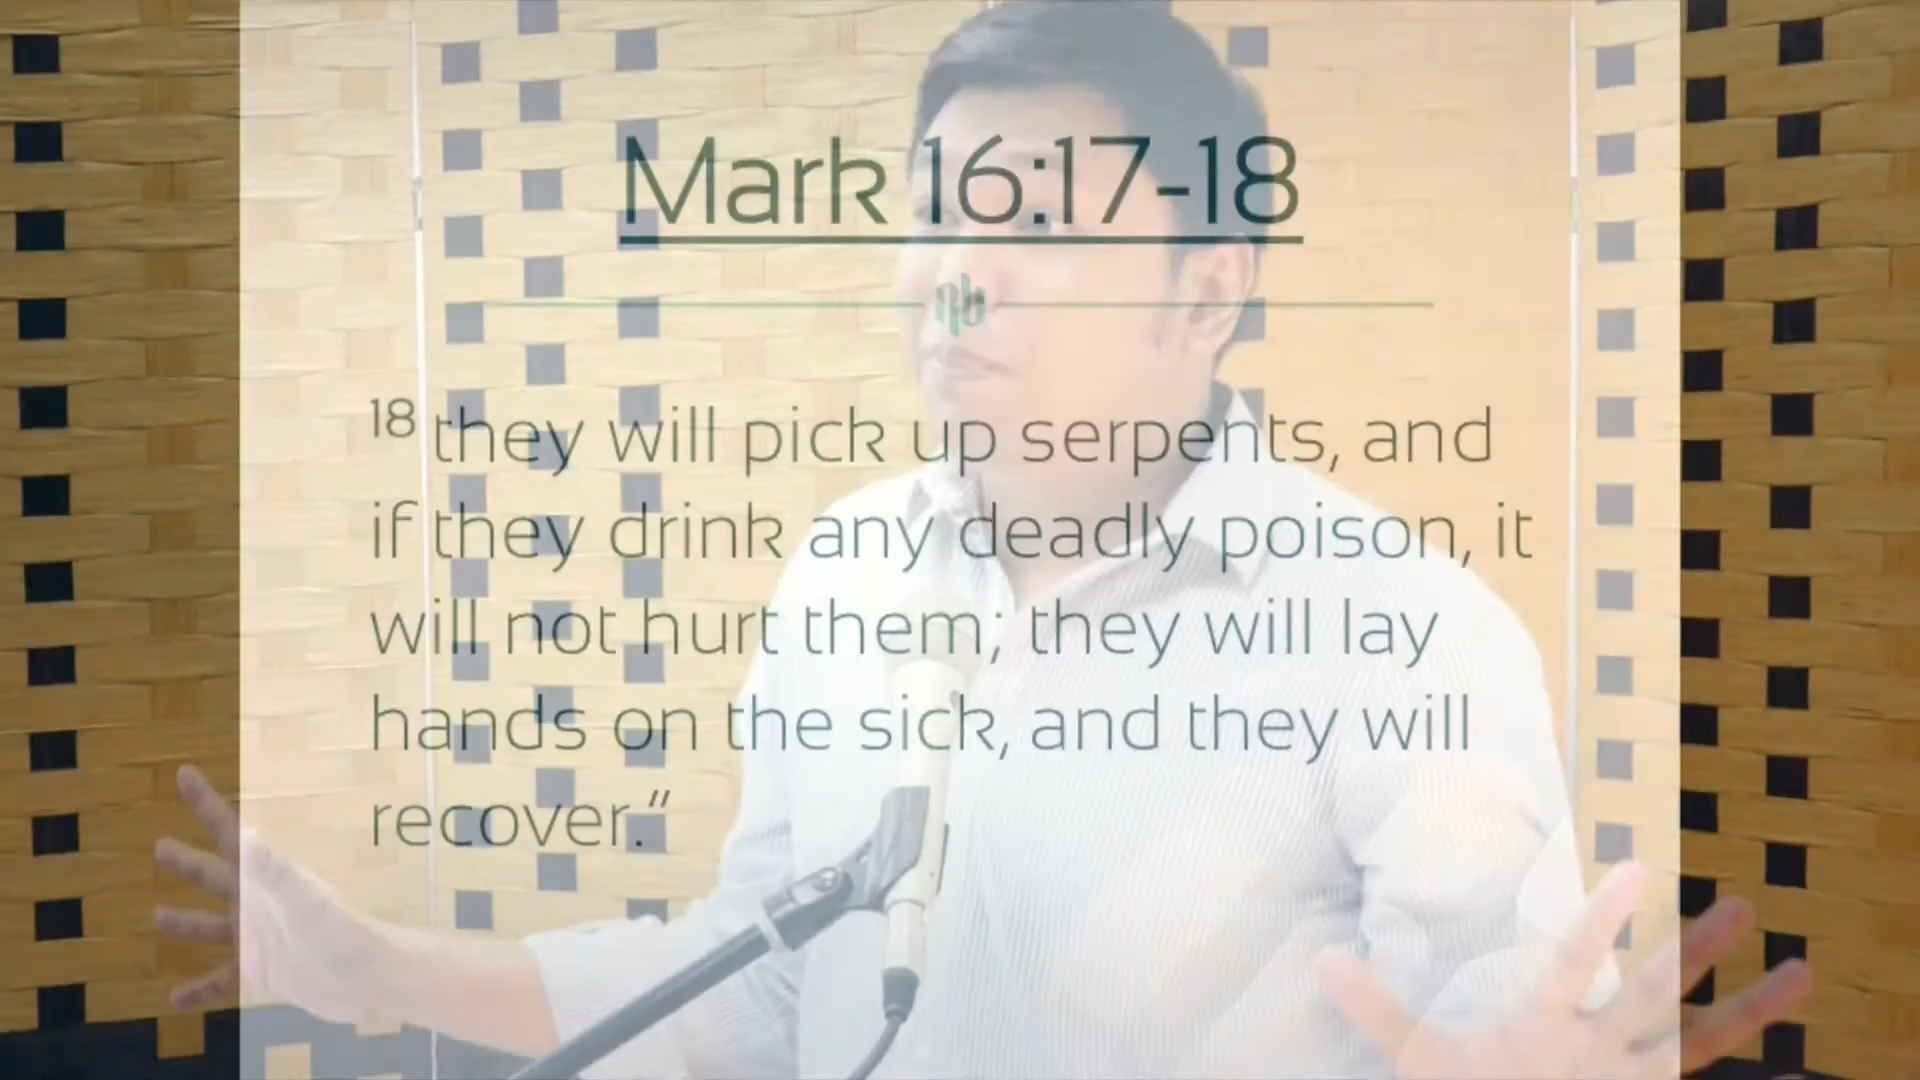 Mark 16:17-18
18 they will pick up serpents, and
if they drink any deadly poison, it
will not hurt them; they will lay
hands on the sick, and they will
recover.”